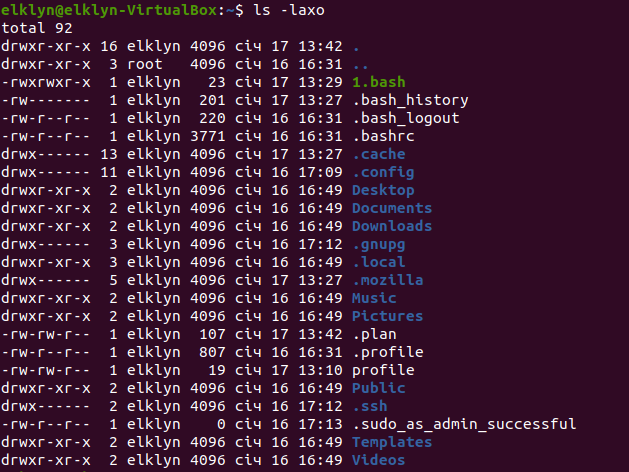 elklyn@elklyn-VirtualBox:~$ ls -laxo
total 92
drwxr-xr-x 16 elklyn 4096 січ 17 13:42 .
drwxr-xr-x  3 root   4096 січ 16 16:31 ..
-rwxrwxr-x  1 elklyn   23 січ 17 13:29 1.bash
-rw-------  1 elklyn  201 січ 17 13:27 .bash_history
-rw-r--r--  1 elklyn  220 січ 16 16:31 .bash_logout
-rw-r--r--  1 elklyn 3771 січ 16 16:31 .bashrc
drwx------ 13 elklyn 4096 січ 17 13:27 .cache
drwx------ 11 elklyn 4096 січ 16 17:09 .config
drwxr-xr-x  2 elklyn 4096 січ 16 16:49 Desktop
drwxr-xr-x  2 elklyn 4096 січ 16 16:49 Documents
drwxr-xr-x  2 elklyn 4096 січ 16 16:49 Downloads
drwx------  3 elklyn 4096 січ 16 17:12 .gnupg
drwxr-xr-x  3 elklyn 4096 січ 16 16:49 .local
drwx------  5 elklyn 4096 січ 17 13:27 .mozilla
drwxr-xr-x  2 elklyn 4096 січ 16 16:49 Music
drwxr-xr-x  2 elklyn 4096 січ 16 16:49 Pictures
-rw-rw-r--  1 elklyn  107 січ 17 13:42 .plan
-rw-r--r--  1 elklyn  807 січ 16 16:31 .profile
-rw-rw-r--  1 elklyn   19 січ 17 13:10 profile
drwxr-xr-x  2 elklyn 4096 січ 16 16:49 Public
drwx------  2 elklyn 4096 січ 16 17:12 .ssh
-rw-r--r--  1 elklyn    0 січ 16 17:13 .sudo_as_admin_successful
drwxr-xr-x  2 elklyn 4096 січ 16 16:49 Templates
drwxr-xr-x  2 elklyn 4096 січ 16 16:49 Videos